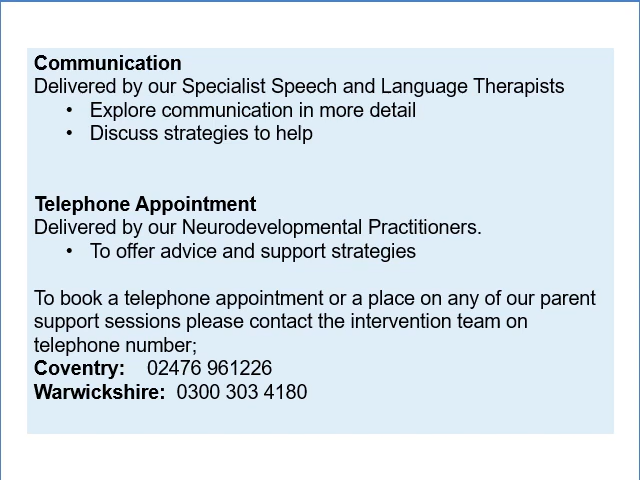 Communication
Delivered by our Specialist Speech and Language Therapists
• Explore communication in more detail
• Discuss strategies to help
Telephone Appointment
Delivered by our Neurodevelopmental Practitioners.
• To offer advice and support strategies
To book a telephone appointment or a place on any of our parent
support sessions please contact the intervention team on
telephone number;
Coventry: 02476 961226
Warwickshire: 0300 303 4180